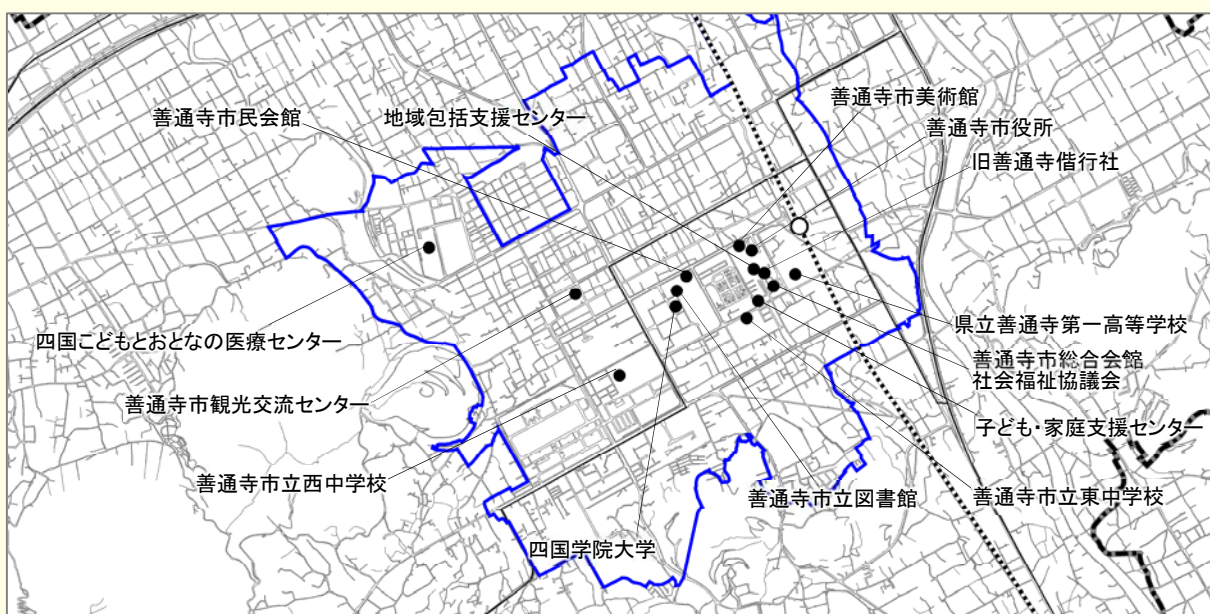 善通寺市美術館
善通寺市民会館
地域包括支援センター
善通寺市役所
旧善通寺偕行社
県立善通寺第一高等学校
四国こどもとおとなの医療センター
善通寺市総合会館
社会福祉協議会
善通寺市観光交流センター
子ども・家庭支援センター
善通寺市立西中学校
善通寺市立図書館
善通寺市立東中学校
四国学院大学